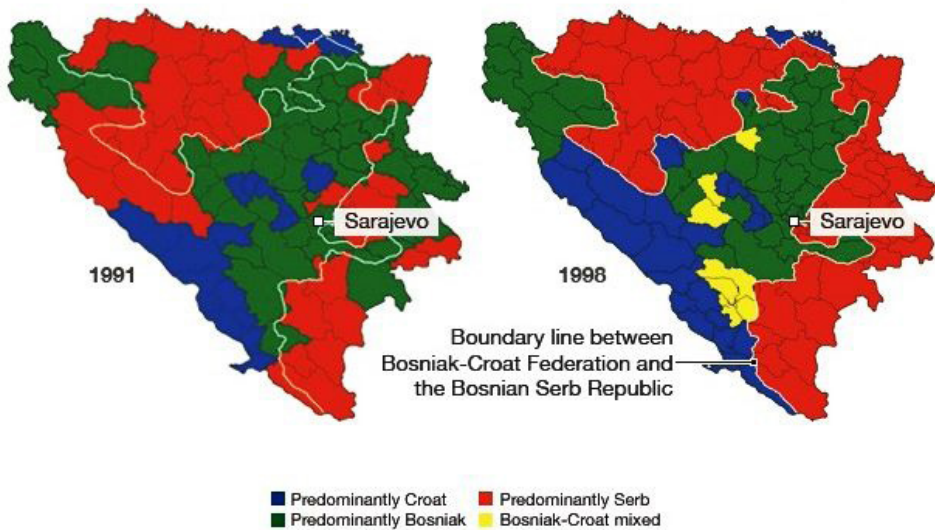 Sarajevo
1991
Sarajevo
1998
Boundary line between
Bosniak-Croat Federation and
the Bosnian Serb Republic
Predominantly Croat
Predominantly Serb
Predominantly Bosniak
Bosniak-Croat mixed